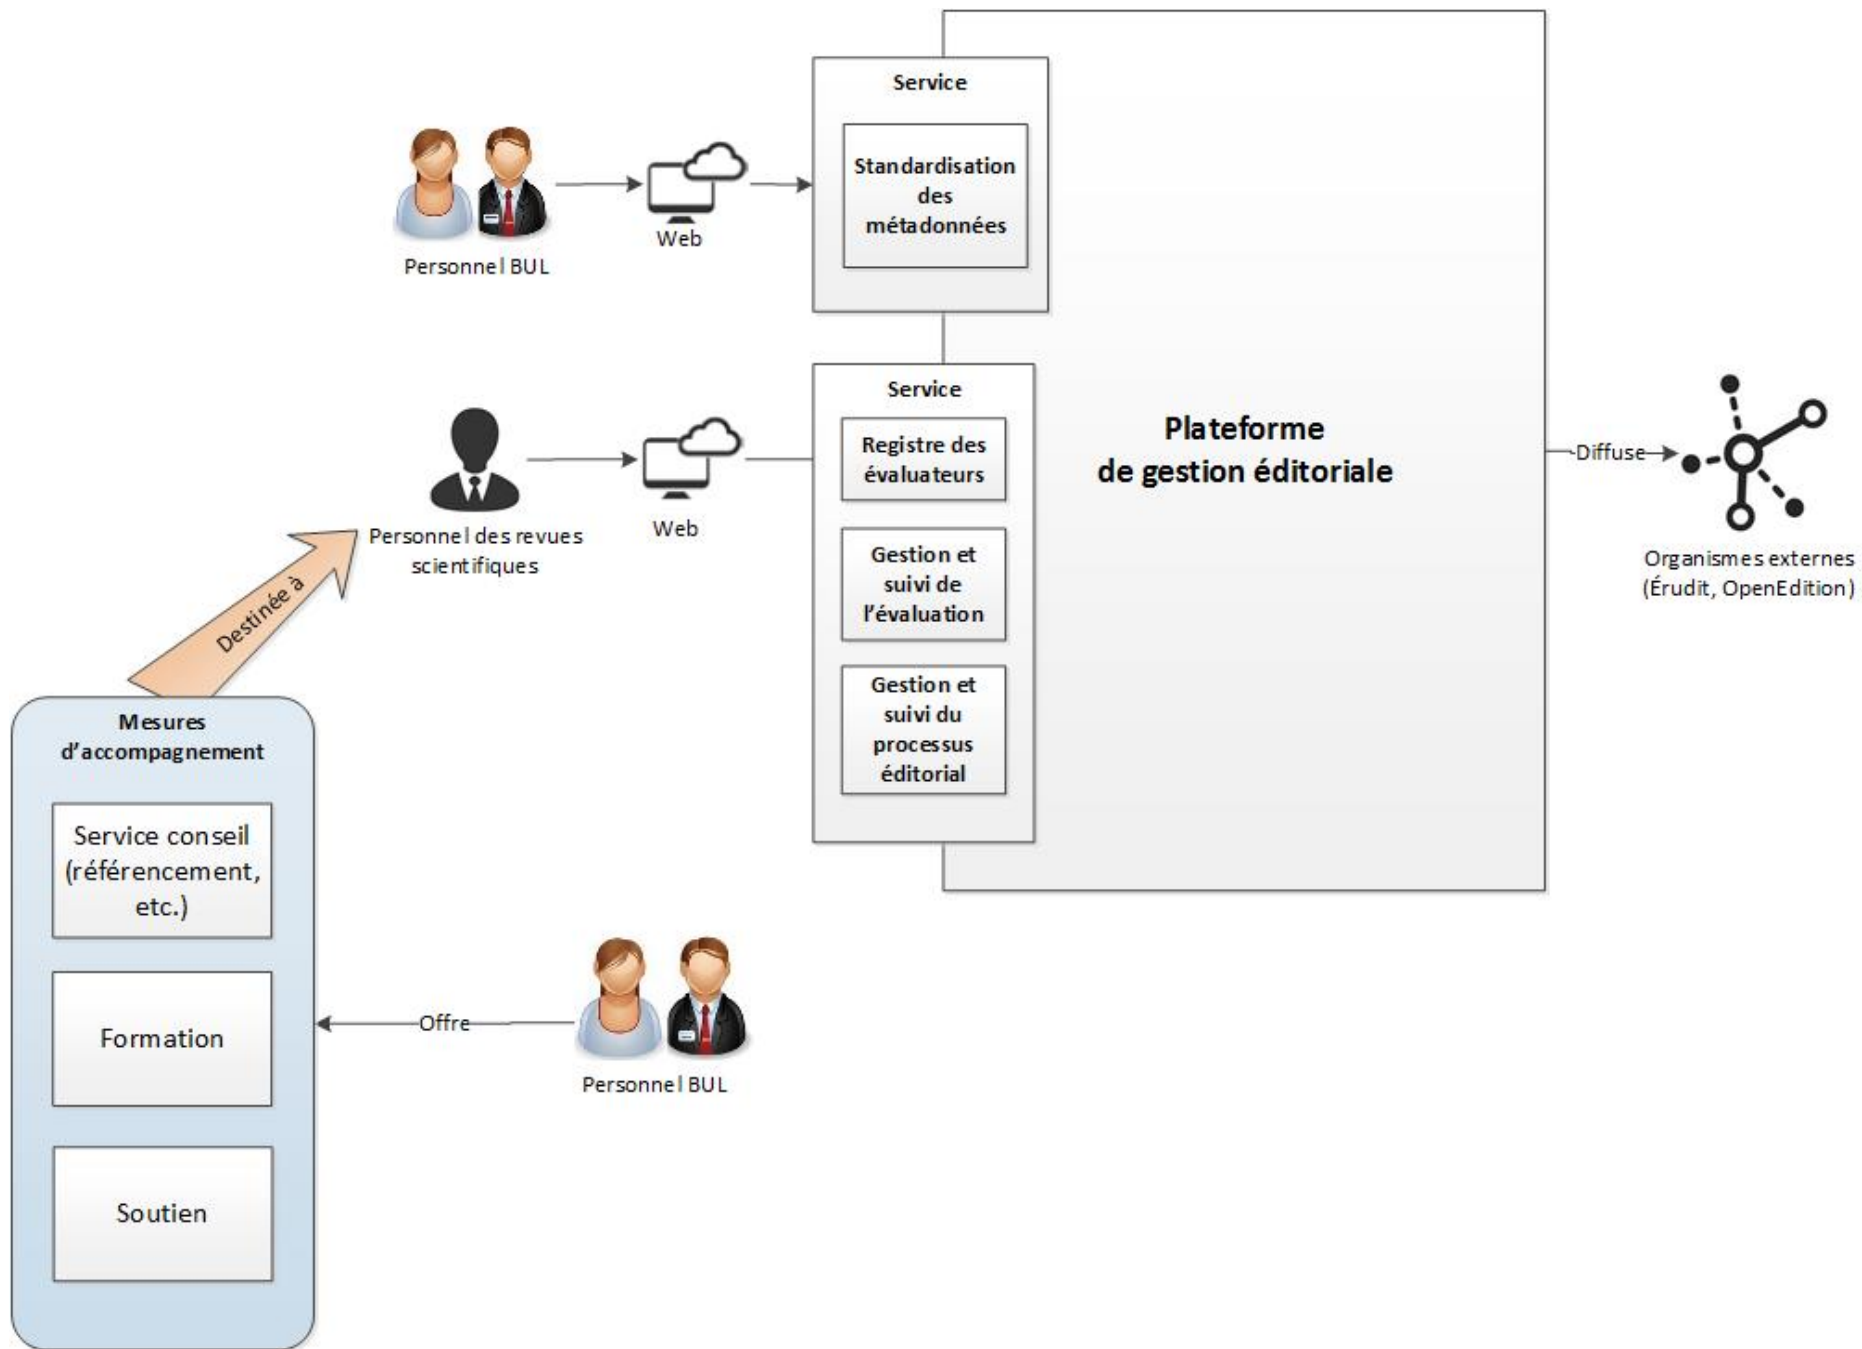 Service
Standardisation
des
métadonnées
Web
Personnel BUL
Service
Registre des
évaluateurs
Plateforme
de gestion éditoriale
Diffuse
Personnel des revues
scientifiques
Web
Gestion et
suivi de
l'évaluation
Organismes externes
(Érudit, OpenEdition)
Destinée à
Gestion et
suivi du
processus
éditorial
Mesures
d'accompagnement
Service conseil
(référencement,
etc.)
Formation
Offre
Personnel BUL
Soutien